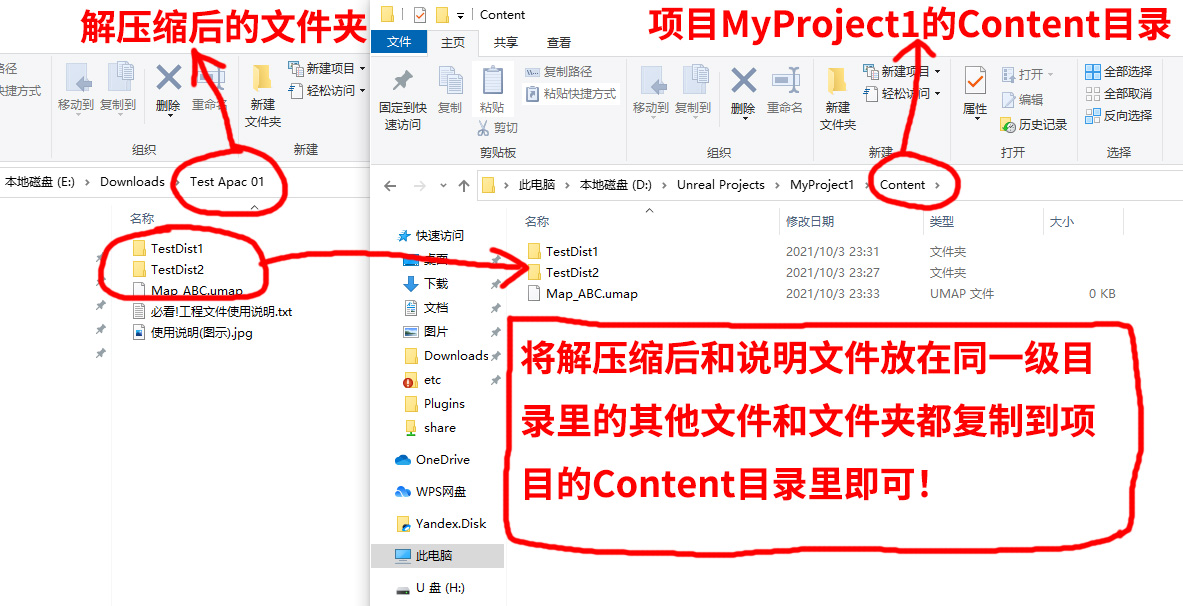 解压缩后的文件夹
项目MyProject1的Content目录
Content
文件 主页 共享 查看
路径
快捷方式
移动到 复制到 删除 重命名 新建
文件夹
新建项目
轻松访问
组织 新建
本地磁盘 (E:) › Downloads › Test Apac 01
名称
TestDist1
TestDist2
Map_ABC.umap
必看!工程文件使用说明.txt
使用说明(图示).jpg
固定到快
速访问
复制 粘贴
复制路径
粘贴快捷方式
剪切
剪贴板
移动到 复制到 删除 重命名
组织
新建
文件夹
新建项目
轻松访问
新建
属性
打开
编辑
历史记录
打开
全部选择
全部取消
反向选择
选择
此电脑 › 本地磁盘 (D:) › Unreal Projects › MyProject1 › Content ›
快速访问
桌面
下载
文档
图片
Downloads
etc
Plugins
share
OneDrive
WPS网盘
Yandex.Disk
此电脑
U 盘 (H:)
名称 修改日期 类型 大小
TestDist1 2021/10/3 23:31 文件夹
TestDist2 2021/10/3 23:27 文件夹
Map_ABC.umap 2021/10/3 23:33 UMAP 文件 0 KB
将解压缩后和说明文件放在同一级目
录里的其他文件和文件夹都复制到项
目的Content目录里即可！